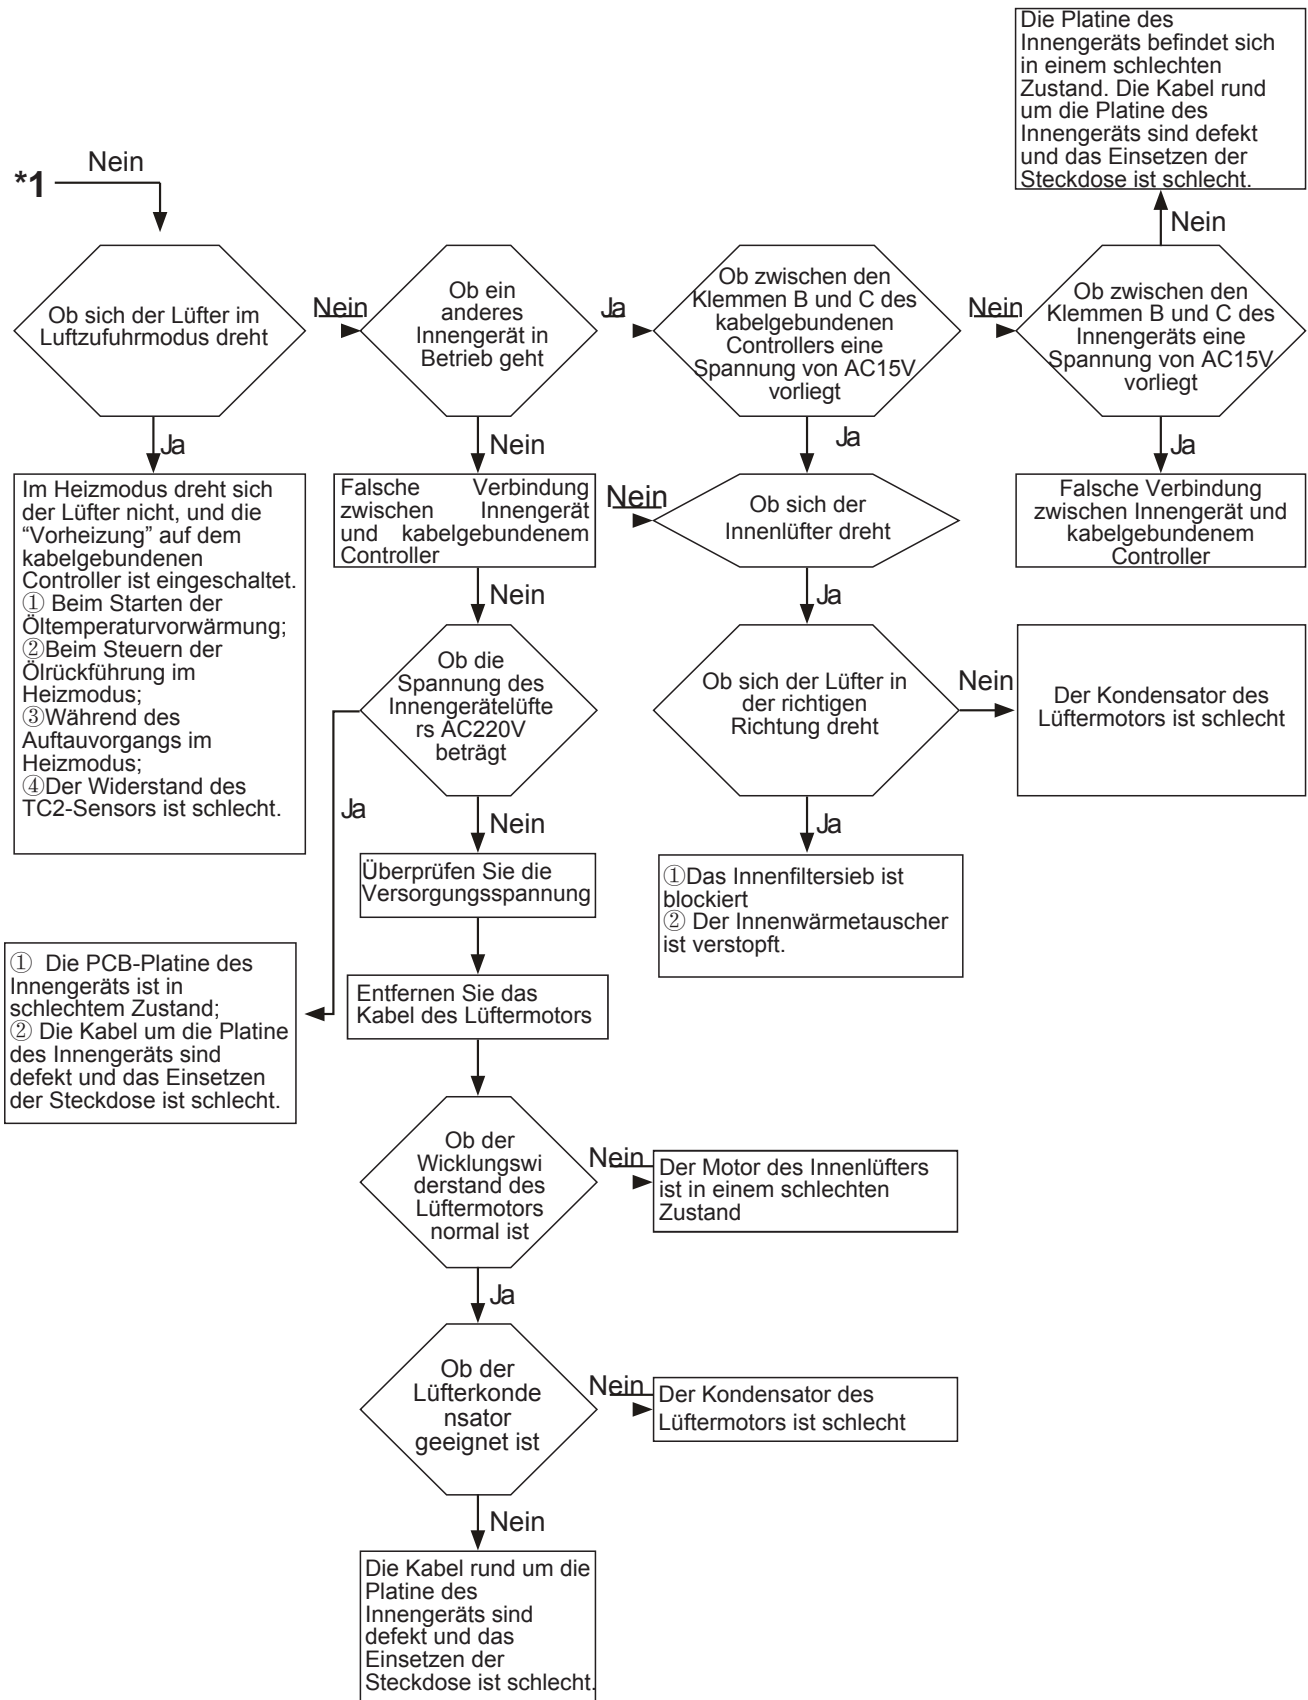 Die Platine des
Innengeräts befindet sich
in einem schlechten
Zustand. Die Kabel rund
um die Platine des
Innengeräts sind defekt
und das Einsetzen der
Steckdose ist schlecht.
Nein
*1
Nein
Ob sich der Lüfter im
Luftzufuhrmodus dreht
Nein
Ob ein
anderes
Innengerät in
Betrieb geht
Ja
Ob zwischen den
Klemmen B und C des
kabelgebundenen
Controllers eine
Spannung von AC15V
vorliegt
Nein
Ob zwischen den
Klemmen B und C des
Innengeräts eine
Spannung von AC15V
vorliegt
Ja
Nein
Ja
Ja
Im Heizmodus dreht sich
der Lüfter nicht, und die
“Vorheizung” auf dem
kabelgebundenen
Controller ist eingeschaltet.
① Beim Starten der
Öltemperaturvorwärmung;
②Beim Steuern der
Ölrückführung im
Heizmodus;
③Während des
Auftauvorgangs im
Heizmodus;
④Der Widerstand des
TC2-Sensors ist schlecht.
Falsche Verbindung
zwischen Innengerät
und kabelgebundenem
Controller
Nein
Ob sich der
Innenlüfter dreht
Falsche Verbindung
zwischen Innengerät und
kabelgebundenem
Controller
Nein
Ja
Ob die
Spannung des
Innengerätelüfte
rs AC220V
beträgt
Ob sich der Lüfter in
der richtigen
Richtung dreht
Nein
Der Kondensator des
Lüftermotors ist schlecht
Ja
Nein
Ja
Überprüfen Sie die
Versorgungsspannung
①Das Innenfiltersieb ist
blockiert
② Der Innenwärmetauscher
ist verstopft.
① Die PCB-Platine des
Innengeräts ist in
schlechtem Zustand;
② Die Kabel um die Platine
des Innengeräts sind
defekt und das Einsetzen
der Steckdose ist schlecht.
Entfernen Sie das
Kabel des Lüftermotors
Ob der
Wicklungswi
derstand des
Lüftermotors
normal ist
Nein
Der Motor des Innenlüfters
ist in einem schlechten
Zustand
Ja
Ob der
Lüfterkonde
nsator
geeignet ist
Nein
Der Kondensator des
Lüftermotors ist schlecht
Nein
Die Kabel rund um die
Platine des
Innengeräts sind
defekt und das
Einsetzen der
Steckdose ist schlecht.